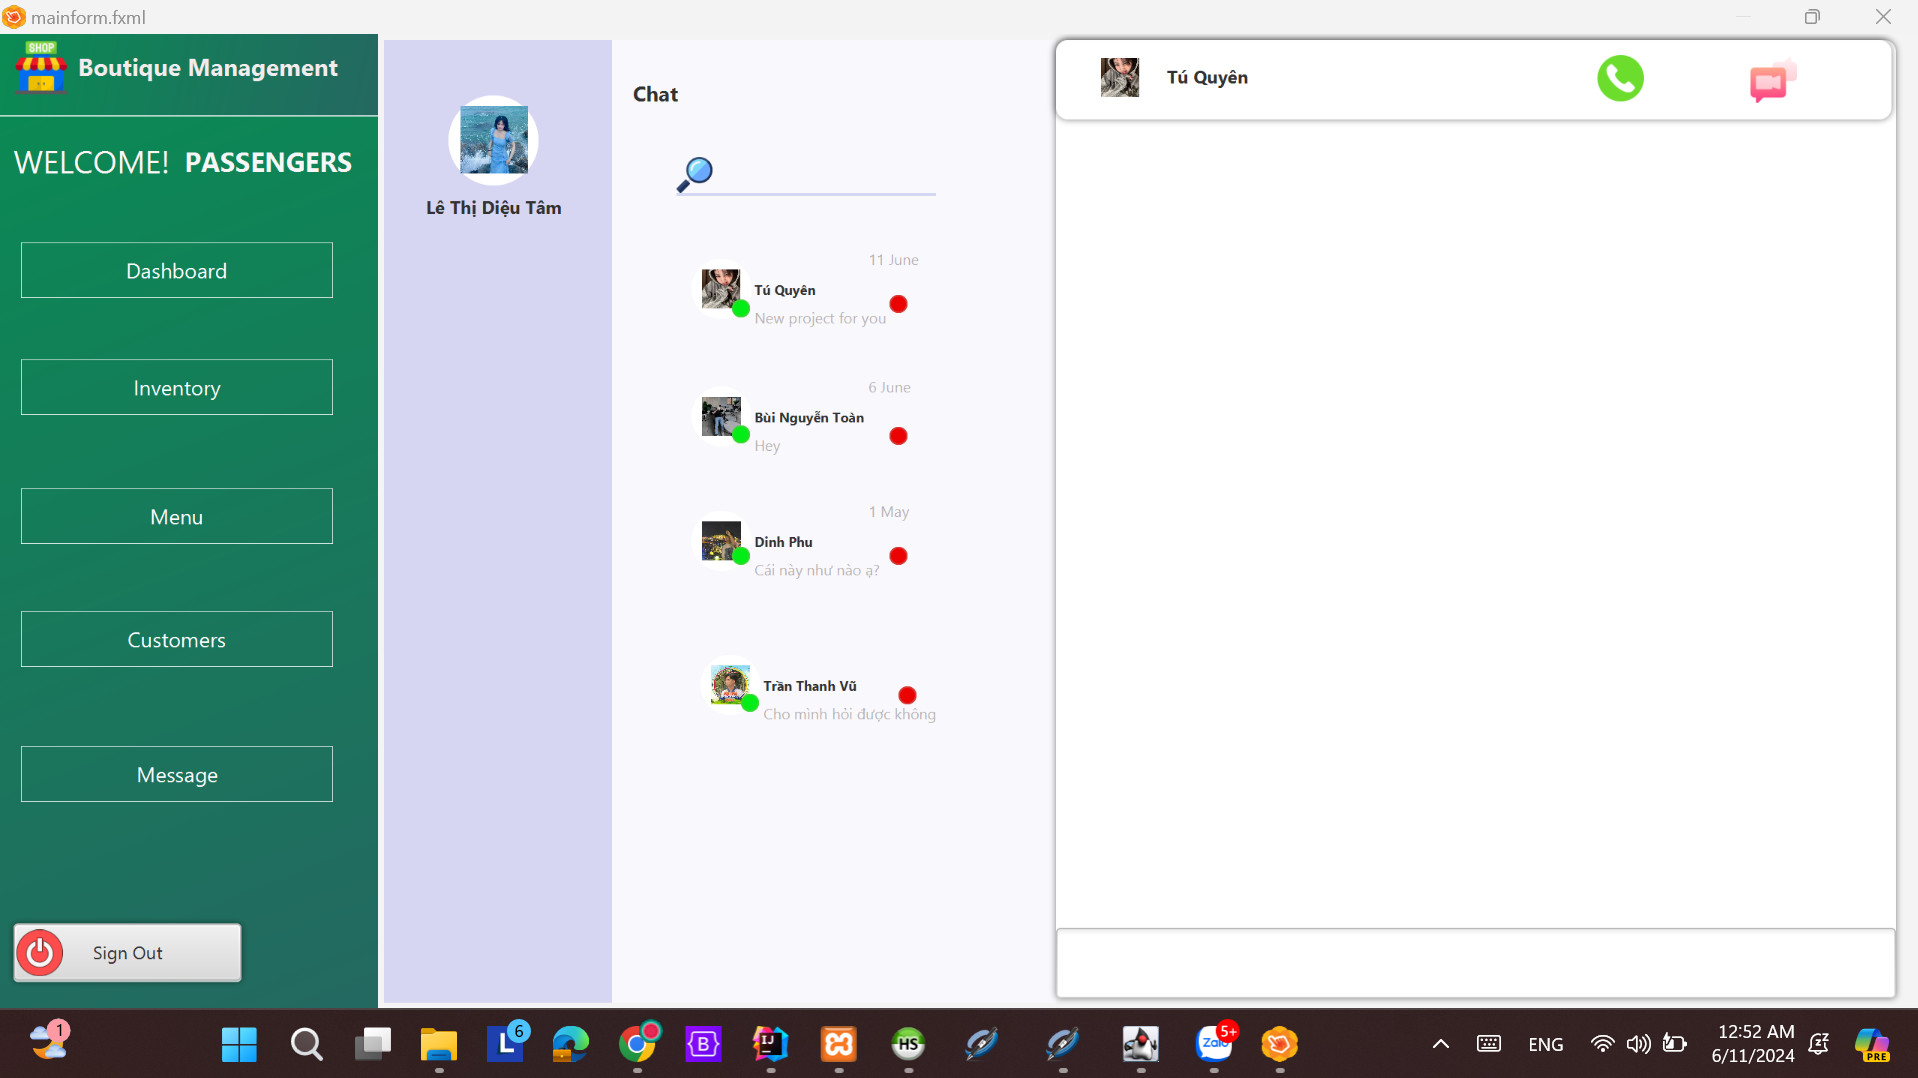 mainform.fxml
SHOP
Boutique Management
WELCOME! PASSENGERS
Dashboard
Inventory
Menu
Customers
Message
Sign Out
Lê Thị Diệu Tâm
Chat
11 June
Tú Quyên
New project for you
6 June
Bùi Nguyễn Toàn
Hey
1 May
Dinh Phu
Cái này như nào ạ?
Trần Thanh Vũ
Cho mình hỏi được không
Tú Quyên
1
L
6
B
IJ
HS
Zalo
5+
ENG
12:52 AM
6/11/2024
PRE